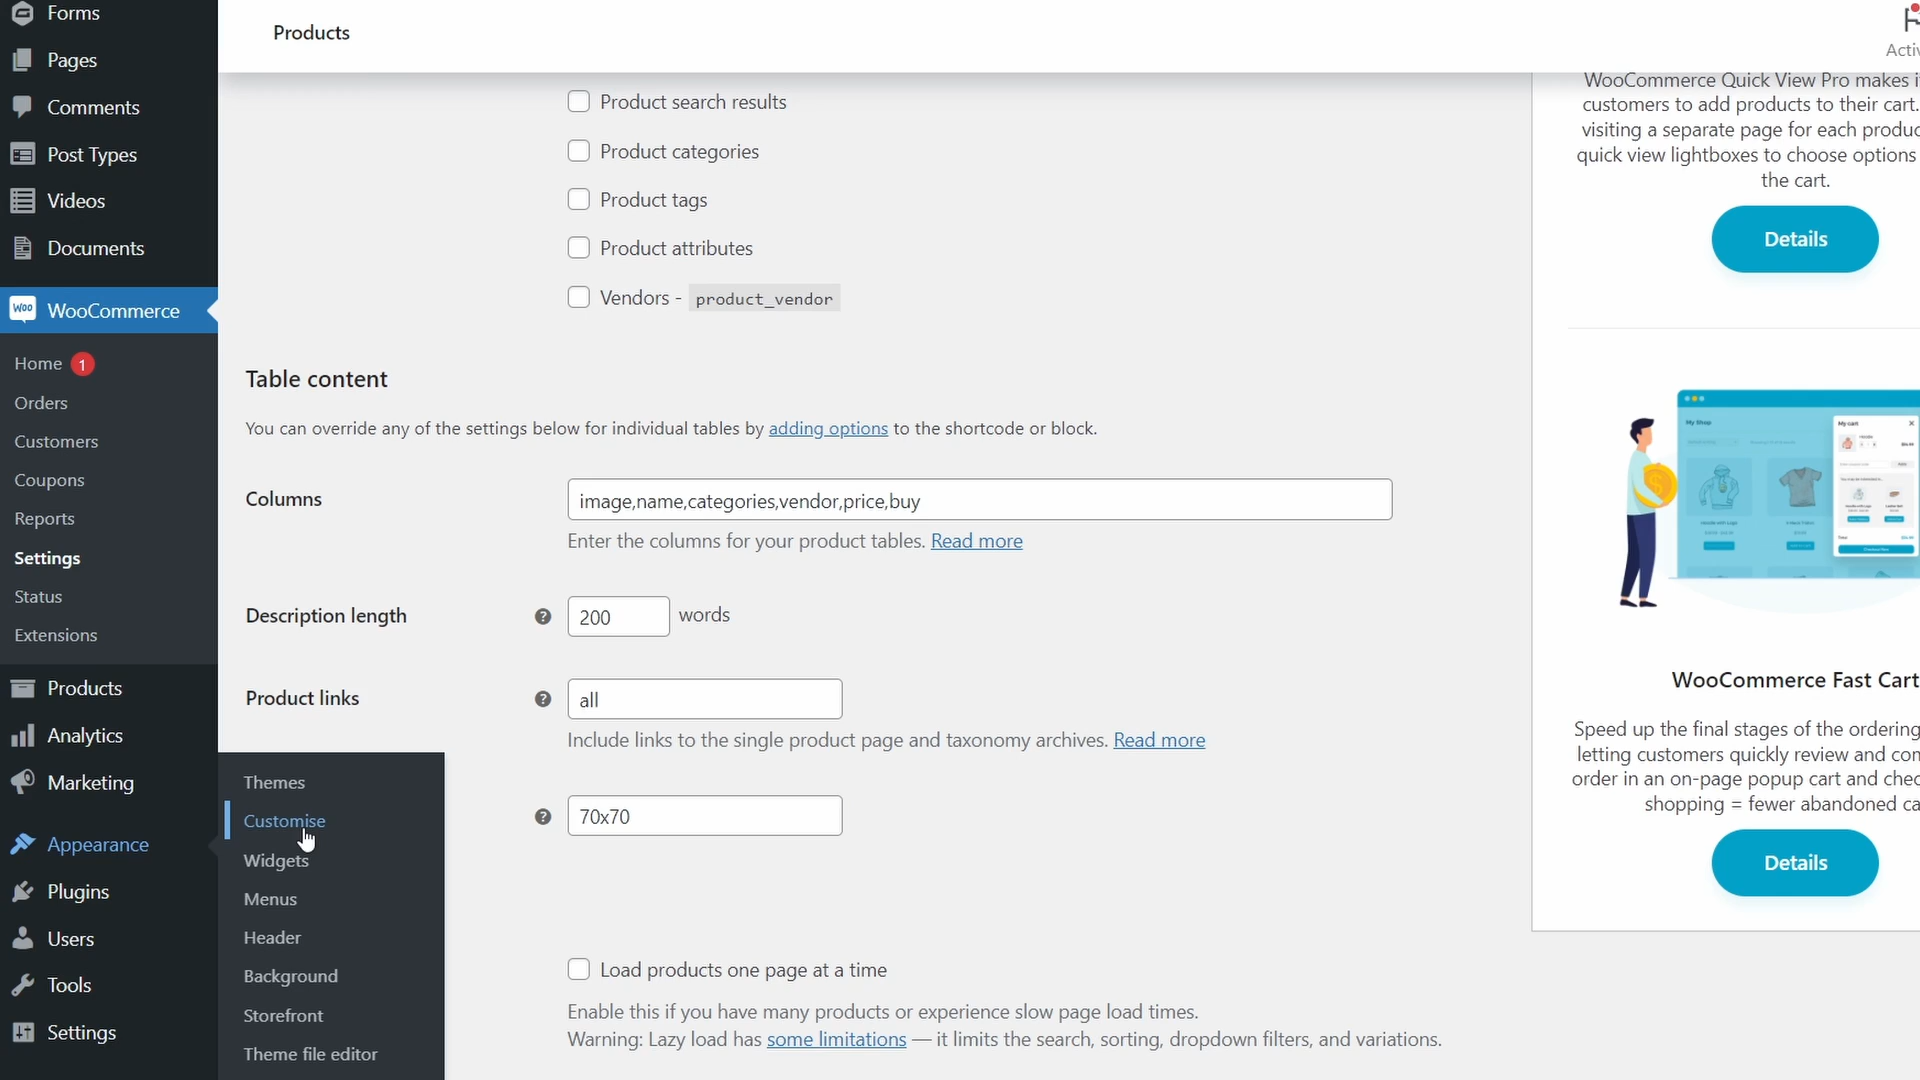 Forms
Pages
Comments
Post Types
Videos
Documents
Woo WooCommerce
Home 1
Orders
Customers
Coupons
Reports
Settings
Status
Extensions
Products
Analytics
Marketing
Appearance
Plugins
Users
Tools
Settings
Themes
Customise
Widgets
Menus
Header
Background
Storefront
Theme file editor
Products
Product search results
Product categories
Product tags
Product attributes
Vendors - product_vendor
Table content
You can override any of the settings below for individual tables by adding options to the shortcode or block.
Columns
image,name,categories,vendor,price,buy
Enter the columns for your product tables. Read more
Description length
200 words
Product links
all
Include links to the single product page and taxonomy archives. Read more
70x70
Load products one page at a time
Enable this if you have many products or experience slow page load times.
Warning: Lazy load has some limitations — it limits the search, sorting, dropdown filters, and variations.
WooCommerce Quick View Pro makes
customers to add products to their cart.
visiting a separate page for each
quick view lightboxes to choose options
the cart.
Details
My Shop
My cart
WooCommerce Fast Cart
Speed up the final stages of the ordering
letting customers quickly review and
order in an on-page popup cart and
shopping = fewer abandoned
Details